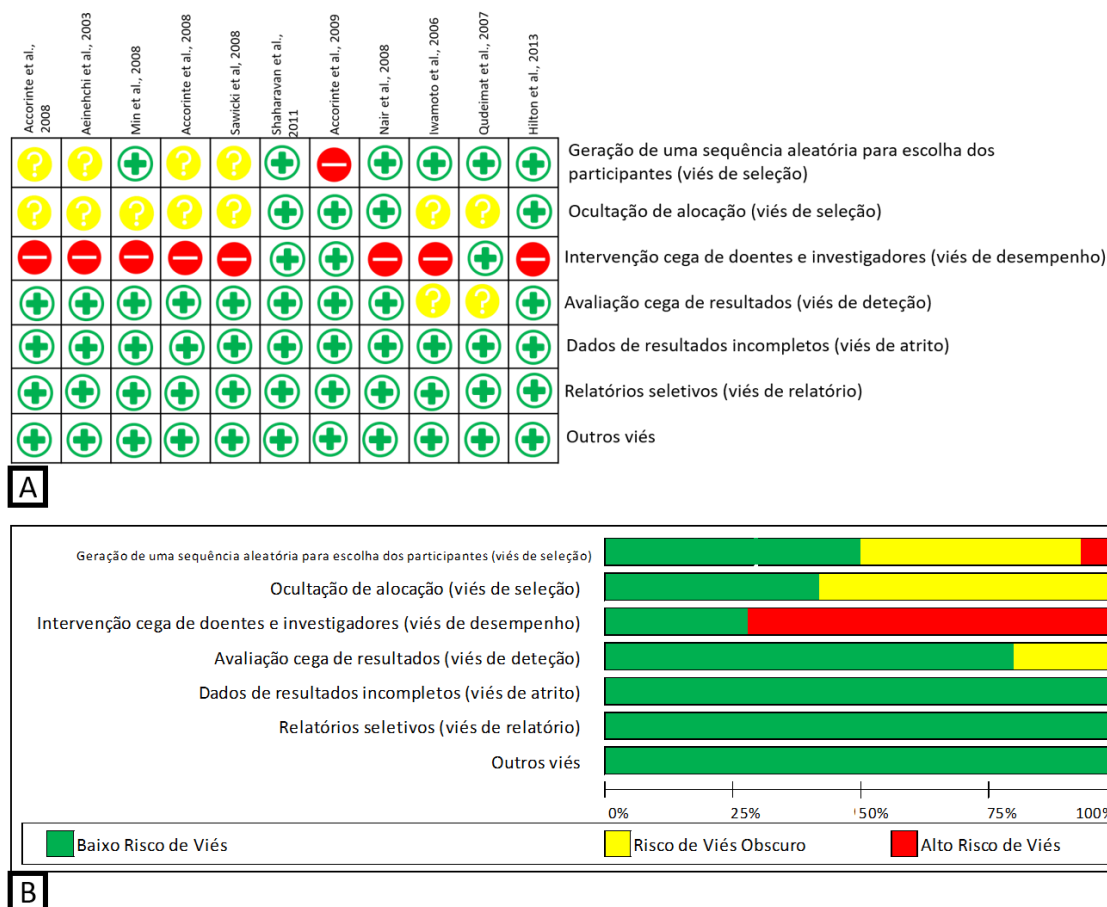 Accorinte et al.,
2008
Aeinehchi et al., 2003
Min et al., 2008
Accorinte et al., 2008
Sawicki et al, 2008
Shaharavan et al.,
2011
Accorinte et al., 2009
Nair et al., 2008
Iwamoto et al., 2006
Qudeimat et al., 2007
Hilton et al., 2013
Geração de uma sequência aleatória para escolha dos
participantes (viés de seleção)
Ocultação de alocação (viés de seleção)
Intervenção cega de doentes e investigadores (viés de desempenho)
Avaliação cega de resultados (viés de deteção)
Dados de resultados incompletos (viés de atrito)
Relatórios seletivos (viés de relatório)
Outros viés
A
Geração de uma sequência aleatória para escolha dos participantes (viés de seleção)
Ocultação de alocação (viés de seleção)
Intervenção cega de doentes e investigadores (viés de desempenho)
Avaliação cega de resultados (viés de deteção)
Dados de resultados incompletos (viés de atrito)
Relatórios seletivos (viés de relatório)
Outros viés
0% 25% 50% 75% 100%
Baixo Risco de Viés Risco de Viés Obscuro Alto Risco de Viés
B